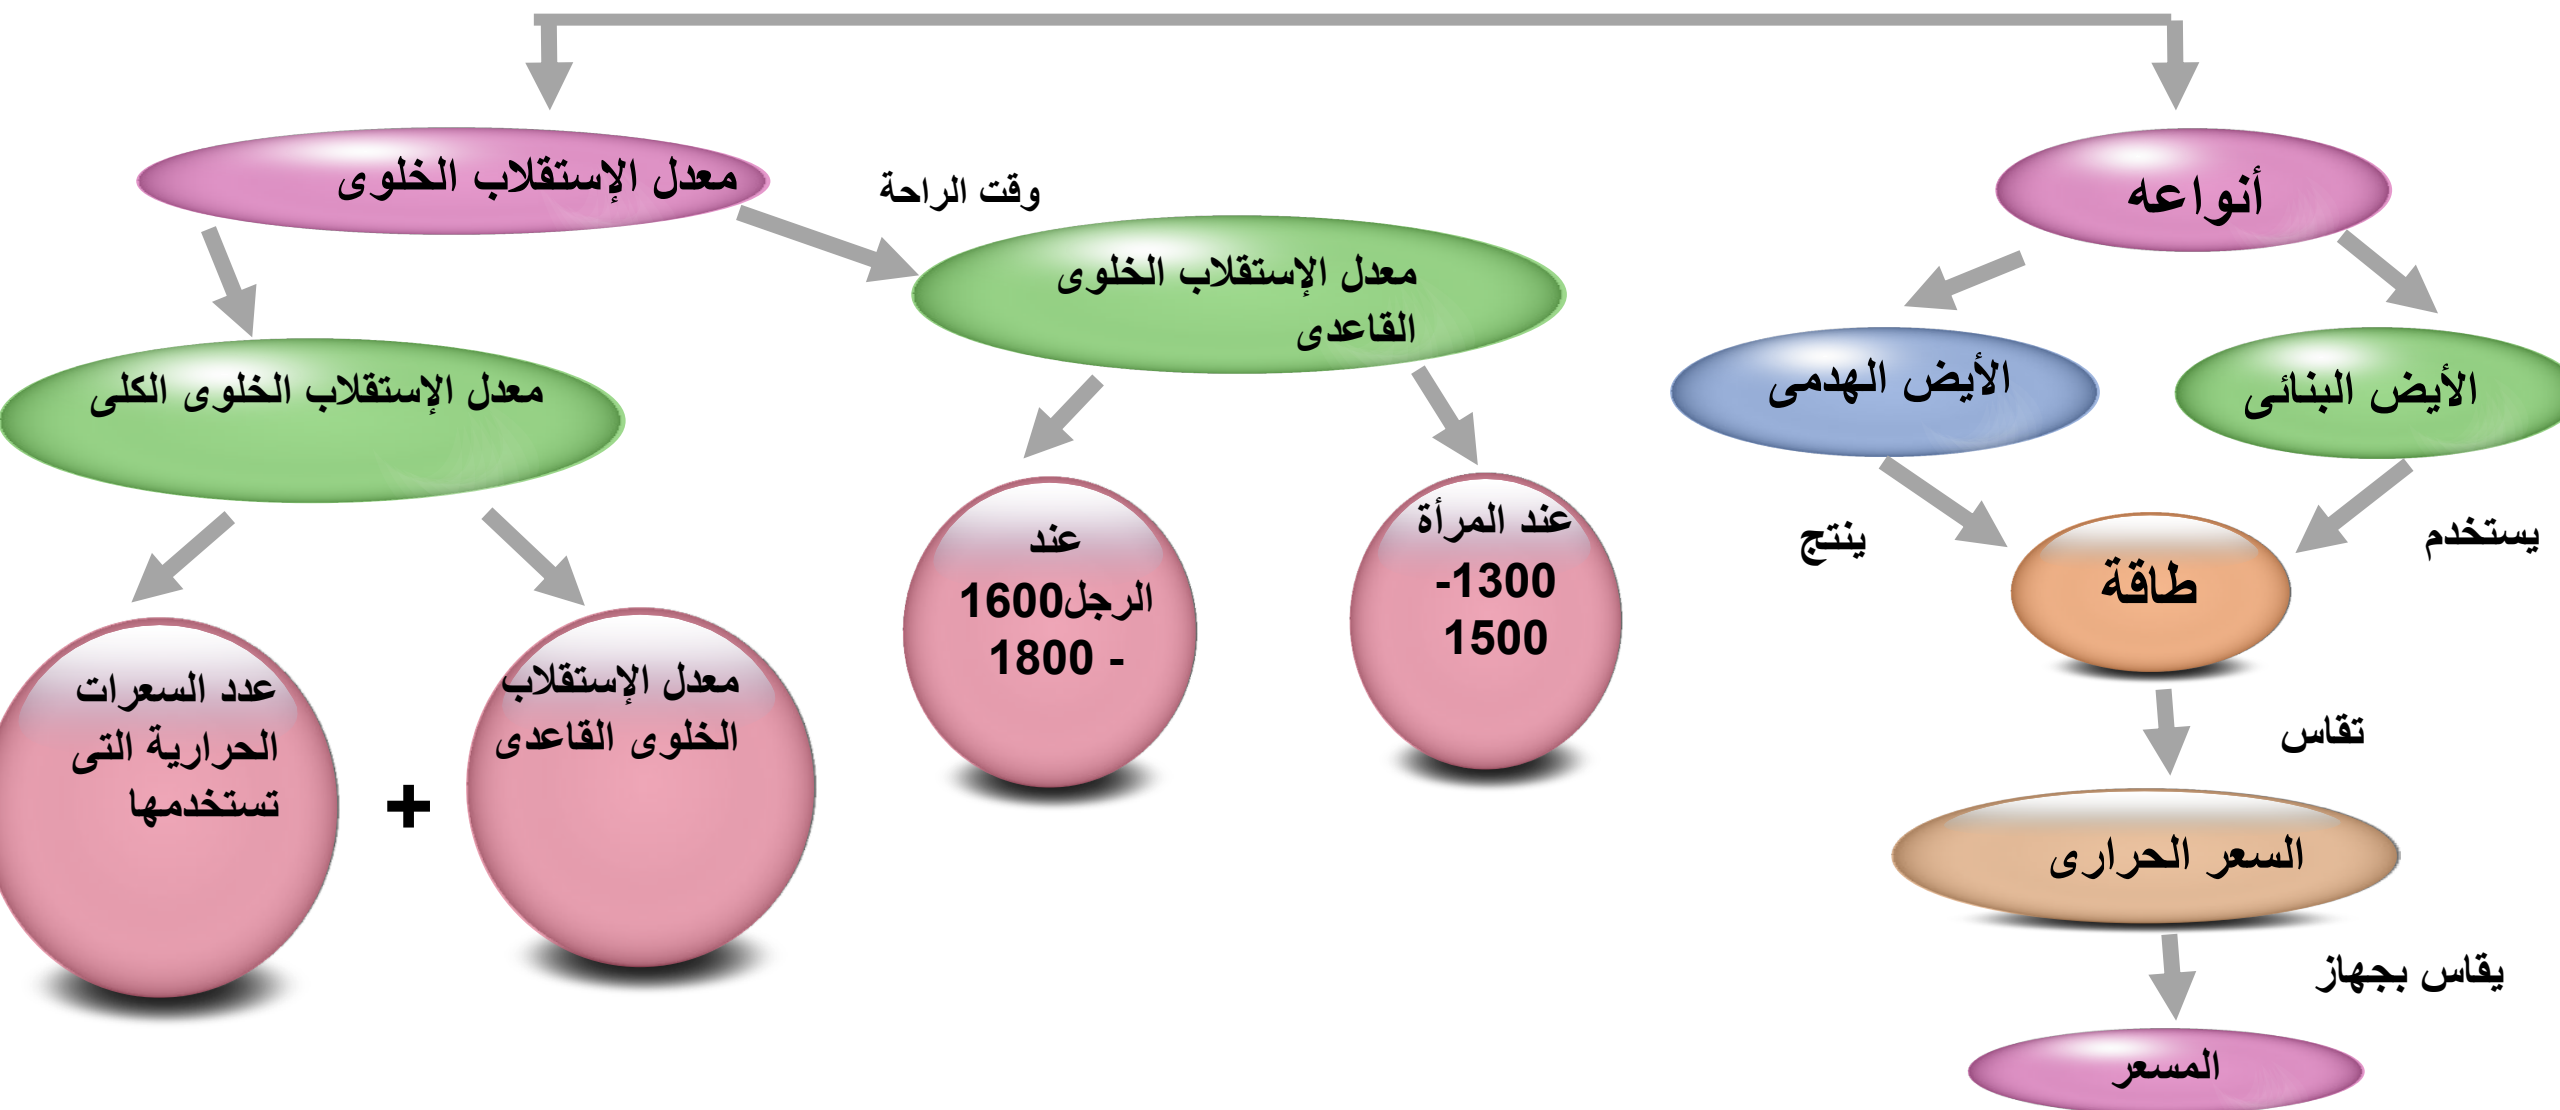 أنواعه
الأيض البنائى
الأيض الهدمى
يستخدم
ينتج
طاقة
تقاس
السعر الحرارى
يقاس بجهاز
المسعر
معدل الإستقلاب الخلوى
وقت الراحة
معدل الإستقلاب الخلوى
القاعدى
عند المرأة
-1300
1500
عند
الرجل1600
1800 -
معدل الإستقلاب الخلوى الكلى
معدل الإستقلاب
الخلوى القاعدى
+
عدد السعرات
الحرارية التى
تستخدمها